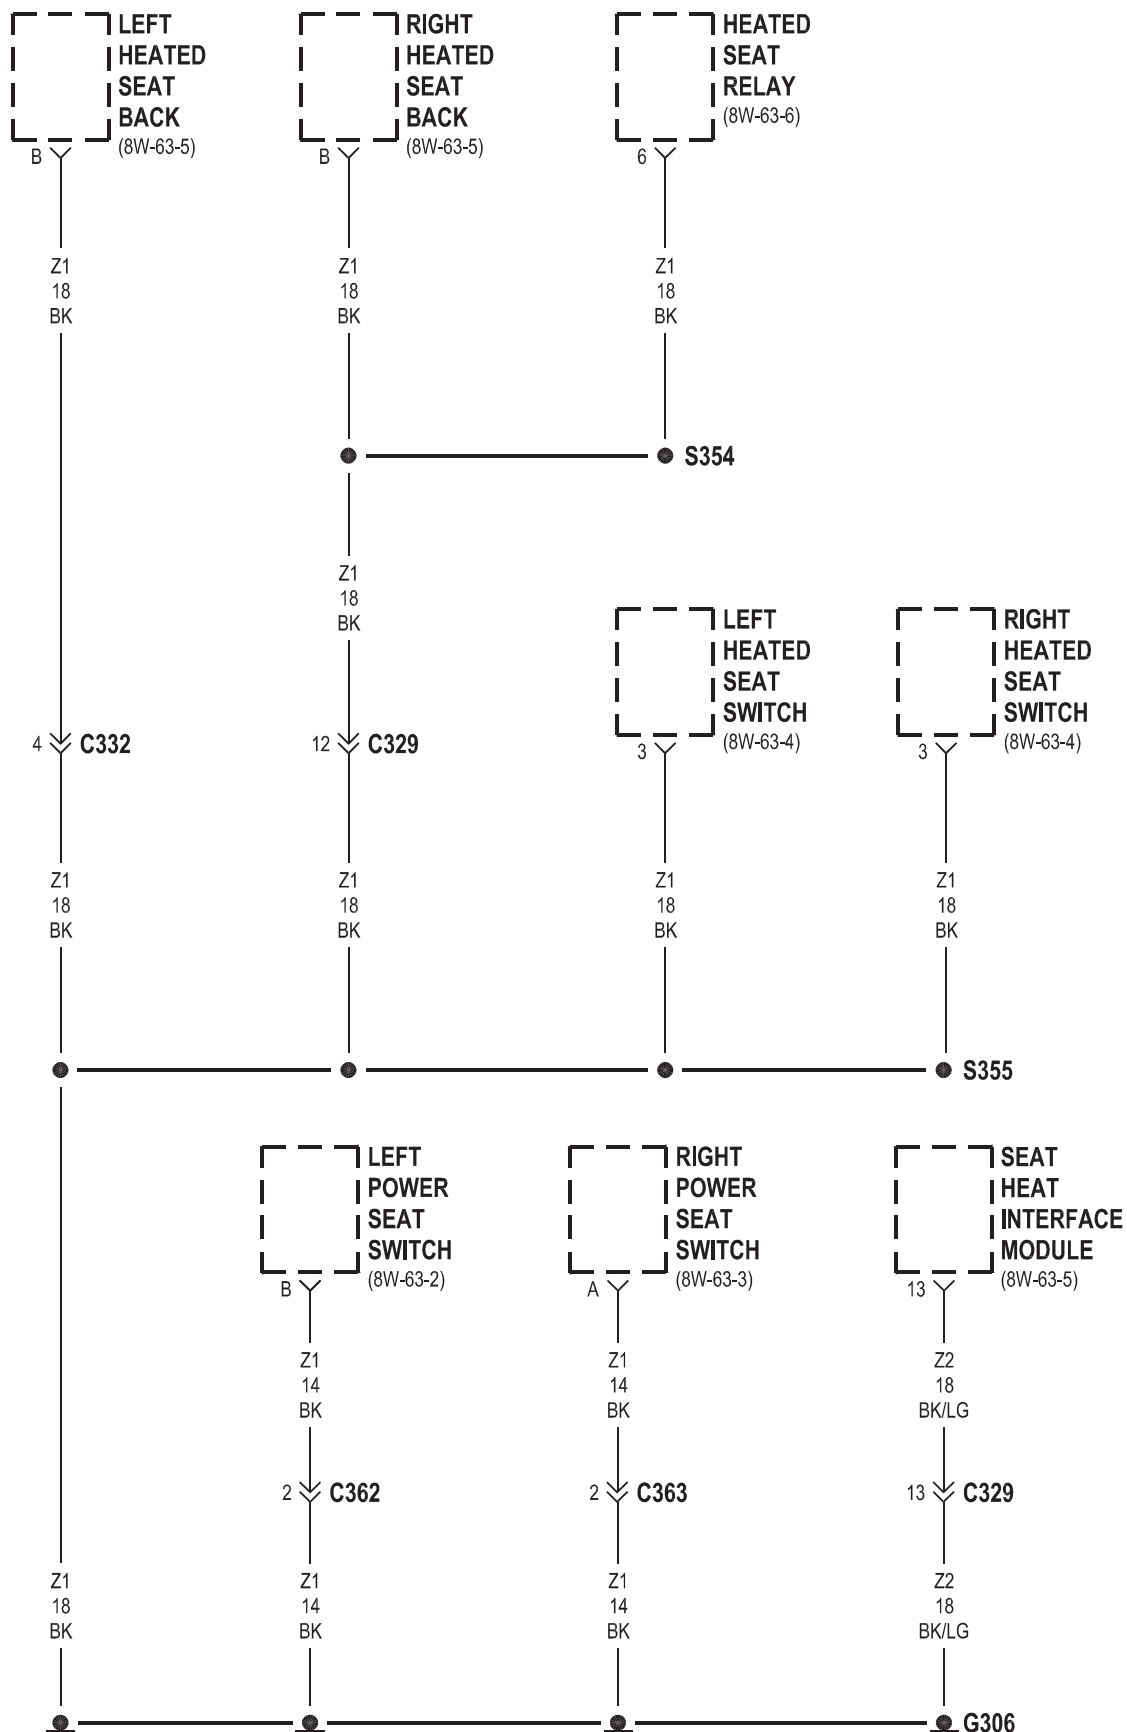 LEFT
HEATED
SEAT
BACK
(8W-63-5)
B
RIGHT
HEATED
SEAT
BACK
(8W-63-5)
B
HEATED
SEAT
RELAY
(8W-63-6)
6
Z1
18
BK
Z1
18
BK
Z1
18
BK
S354
Z1
18
BK
LEFT
HEATED
SEAT
SWITCH
(8W-63-4)
3
RIGHT
HEATED
SEAT
SWITCH
(8W-63-4)
3
4 C332
12 C329
Z1
18
BK
Z1
18
BK
Z1
18
BK
Z1
18
BK
S355
LEFT
POWER
SEAT
SWITCH
(8W-63-2)
B
RIGHT
POWER
SEAT
SWITCH
(8W-63-3)
A
SEAT
HEAT
INTERFACE
MODULE
(8W-63-5)
13
Z1
14
BK
Z1
14
BK
Z2
18
BK/LG
2 C362
2 C363
13 C329
Z1
18
BK
Z1
14
BK
Z1
14
BK
Z2
18
BK/LG
G306